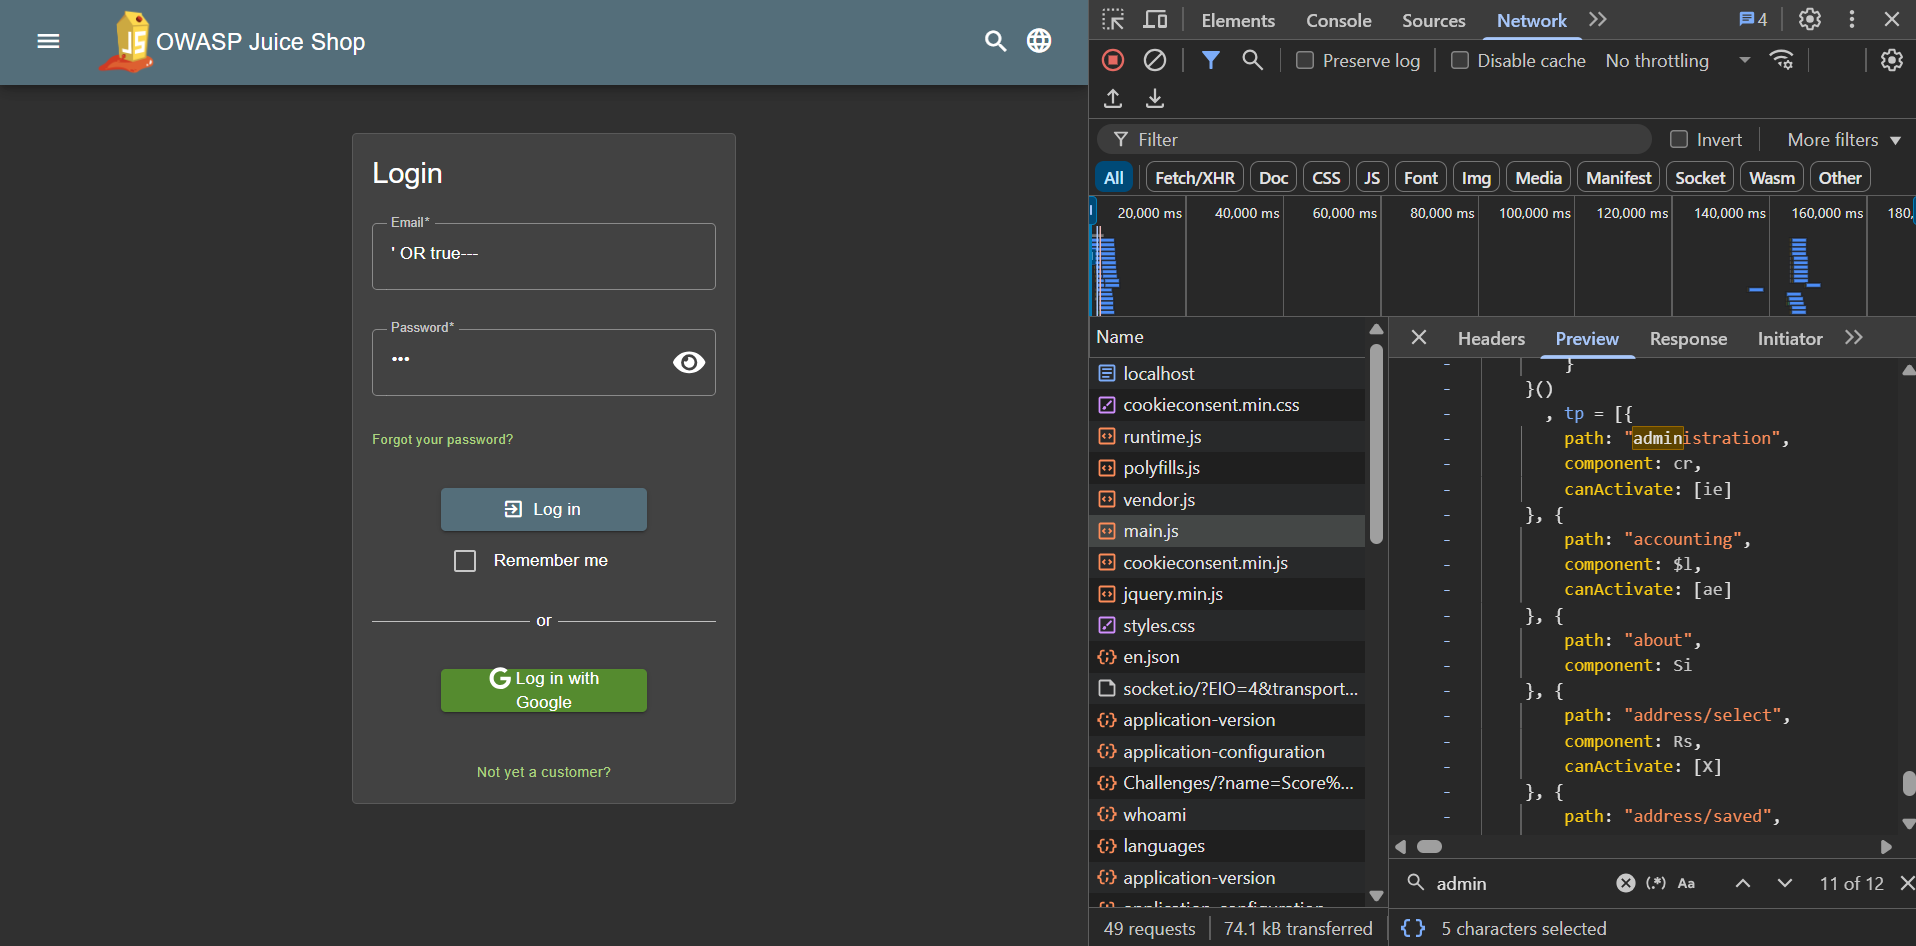 OWASP Juice Shop
Login
Email*
' OR true---
Password*
•••
Forgot your password?
Log in
Remember me
or
Log in with
Google
Not yet a customer?
Elements Console Sources Network 4
Preserve log Disable cache No throttling
Filter Invert More filters
All Fetch/XHR Doc CSS JS Font Img Media Manifest Socket Wasm Other
20,000 ms 40,000 ms 60,000 ms 80,000 ms 100,000 ms 120,000 ms 140,000 ms 160,000 ms 180,
Name
localhost
cookieconsent.min.css
runtime.js
polyfills.js
vendor.js
main.js
cookieconsent.min.js
jquery.min.js
styles.css
en.json
socket.io/?EIO=4&transport...
application-version
application-configuration
Challenges/?name=Score%...
whoami
languages
application-version
application-configuration
49 requests 74.1 kB transferred
Headers Preview Response Initiator
- }
- }()
- , tp = [{
- path: "administration",
- component: cr,
- canActivate: [ie]
- }, {
- path: "accounting",
- component: $l,
- canActivate: [ae]
- }, {
- path: "about",
- component: Si
- }, {
- path: "address/select",
- component: Rs,
- canActivate: [X]
- }, {
- path: "address/saved",
admin (.*) Aa 11 of 12
{} 5 characters selected